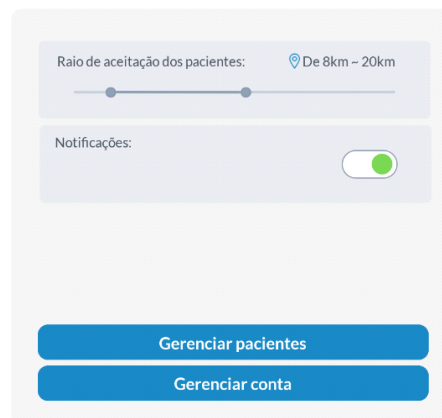 Raio de aceitação dos pacientes: De 8km ~ 20km
Notificações:
Gerenciar pacientes
Gerenciar conta